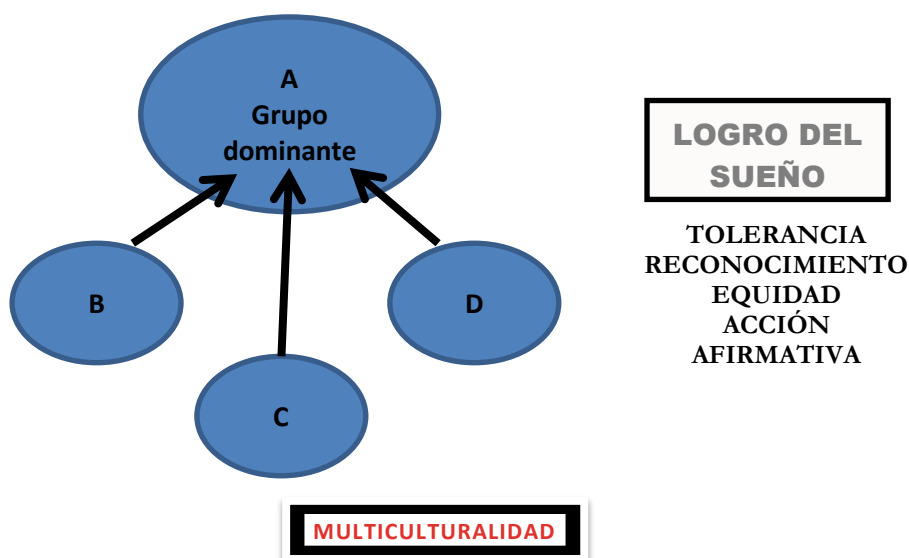 A
Grupo
dominante
B
C
D
LOGRO DEL
SUEÑO
TOLERANCIA
RECONOCIMIENTO
EQUIDAD
ACCIÓN
AFIRMATIVA
MULTICULTURALIDAD